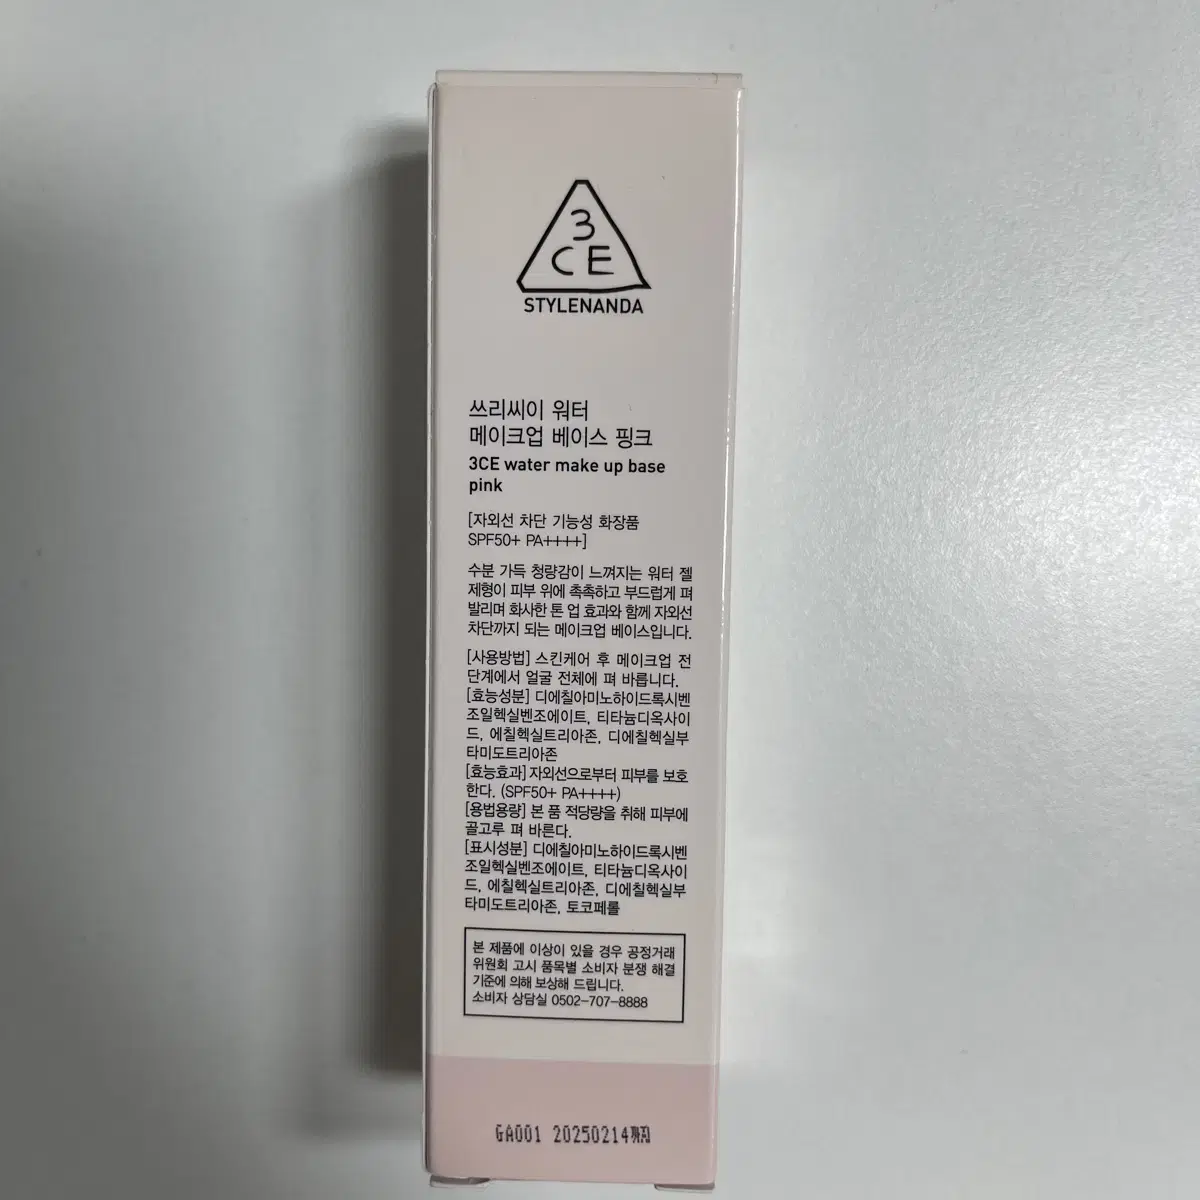 3
CE
STYLENANDA
쓰리씨이 워터
메이크업 베이스 핑크
3CE water make up base
pink
[자외선 차단 기능성 화장품
SPF50+ PA++++]
수분 가득 청량감이 느껴지는 워터 젤
제형이 피부 위에 촉촉하고 부드럽게 펴
발리며 화사한 톤 업 효과와 함께 자외선
차단까지 되는 메이크업 베이스입니다.
[사용방법] 스킨케어 후 메이크업 전
단계에서 얼굴 전체에 펴 바릅니다.
[효능성분] 디에칠아미노하이드록시벤
조일헥실벤조에이트, 티타늄디옥사이
드, 에칠헥실트리아존, 디에칠헥실부
타미도트리아존
[효능효과] 자외선으로부터 피부를 보호
한다. (SPF50+ PA++++)
[용법용량] 본 품 적당량을 취해 피부에
골고루 펴 바른다.
[표시성분] 디에칠아미노하이드록시벤
조일헥실벤조에이트, 티타늄디옥사이
드, 에칠헥실트리아존, 디에칠헥실부
타미도트리아존, 토코페롤
본 제품에 이상이 있을 경우 공정거래
위원회 고시 품목별 소비자 분쟁 해결
기준에 의해 보상해 드립니다.
소비자 상담실 0502-707-8888
GA001 20250214까지